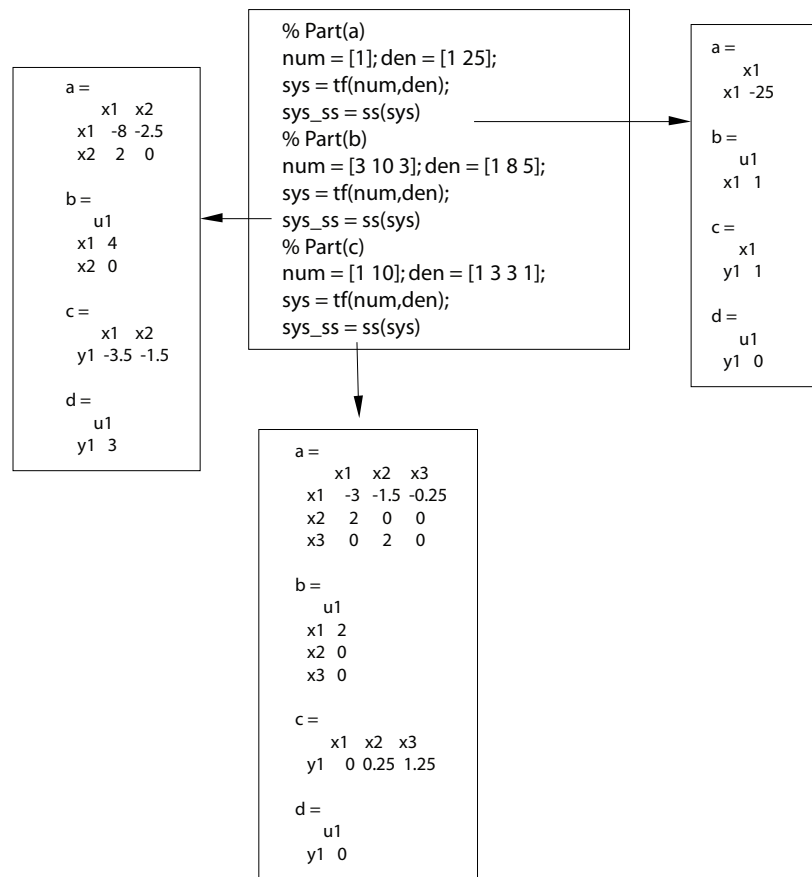 % Part(a)
num = [1]; den = [1 25];
sys = tf(num,den);
sys_ss = ss(sys)
% Part(b)
num = [3 10 3]; den = [1 8 5];
sys = tf(num,den);
sys_ss = ss(sys)
% Part(c)
num = [1 10]; den = [1 3 3 1];
sys = tf(num,den);
sys_ss = ss(sys)
a =
x1 x2
x1 -8 -2.5
x2 2 0
b =
u1
x1 4
x2 0
c =
x1 x2
y1 -3.5 -1.5
d =
u1
y1 3
a =
x1
x1 -25
b =
u1
x1 1
c =
x1
y1 1
d =
u1
y1 0
a =
x1 x2 x3
x1 -3 -1.5 -0.25
x2 2 0 0
x3 0 2 0
b =
u1
x1 2
x2 0
x3 0
c =
x1 x2 x3
y1 0 0.25 1.25
d =
u1
y1 0